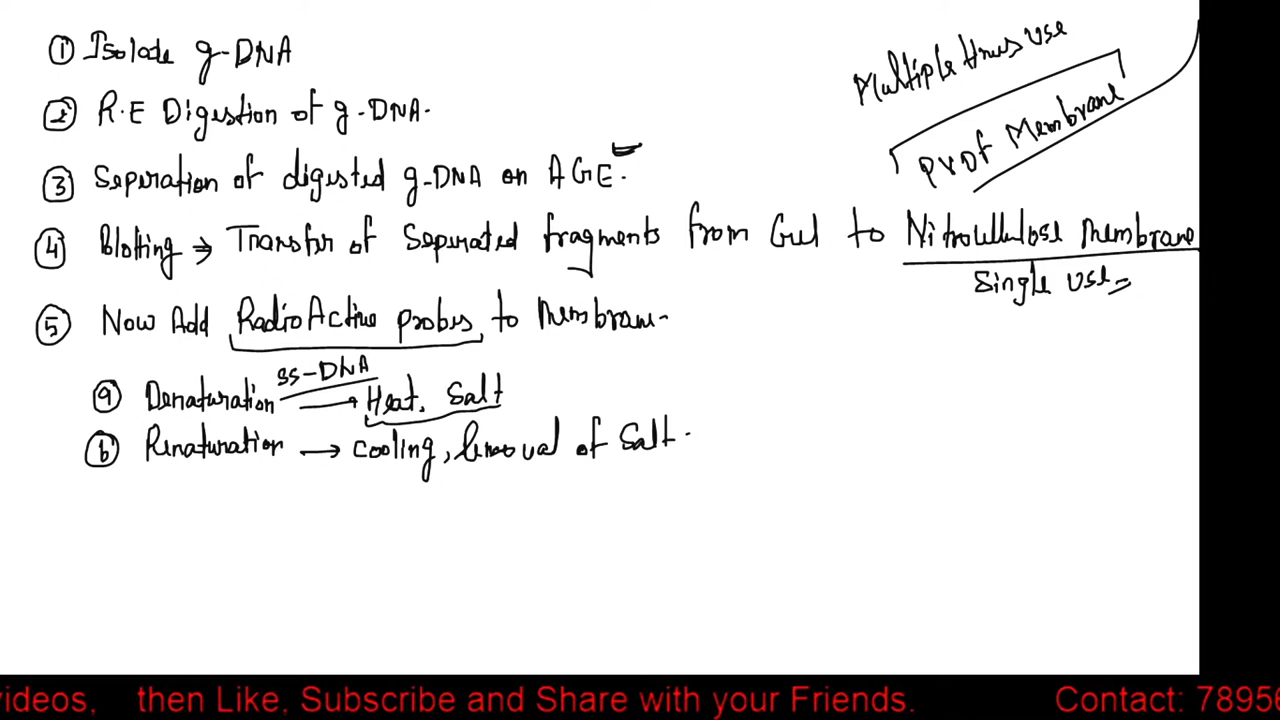 ① Isolate g-DNA
② R.E Digestion of g-DNA.
③ Separation of digested g-DNA on AGE.
④ Blotting → Transfer of Separated fragments from Gel to Nitrocellulose Membrane
Single Use
Multiple times use
PVDF Membrane
⑤ Now Add RadioActive probes to Membrane.
ss-DNA
ⓐ Denaturation → Heat, Salt
ⓑ Renaturation → Cooling, Removal of Salt.
videos, then Like, Subscribe and Share with your Friends. Contact: 7895